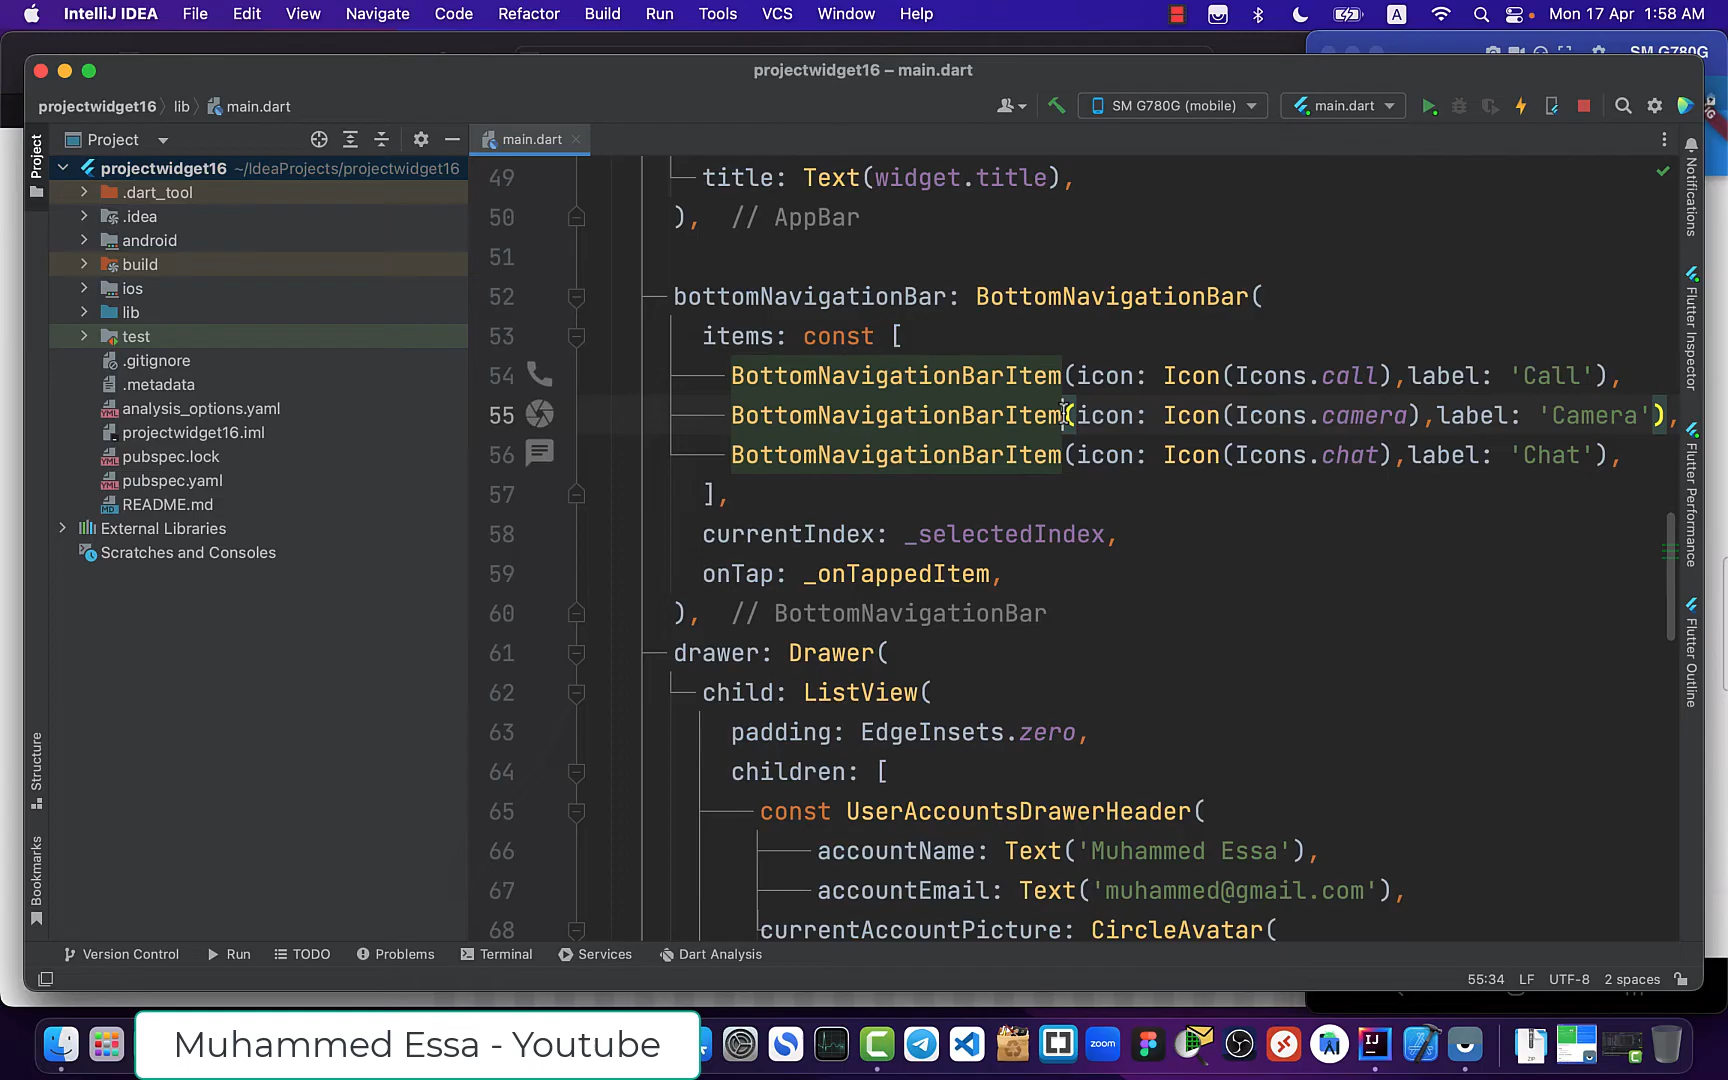 IntelliJ IDEA File Edit View Navigate Code Refactor Build Run Tools VCS Window Help A Mon 17 Apr 1:58 AM
SM G780G
projectwidget16 – main.dart
projectwidget16 lib main.dart SM G780G (mobile) main.dart
Project main.dart
projectwidget16 ~/IdeaProjects/projectwidget16
.dart_tool
.idea
android
build
ios
lib
test
.gitignore
.metadata
analysis_options.yaml
projectwidget16.iml
pubspec.lock
pubspec.yaml
README.md
External Libraries
Scratches and Consoles
Project
Structure
Bookmarks
49 title: Text(widget.title),
50 ), // AppBar
51
52 bottomNavigationBar: BottomNavigationBar(
53 items: const [
54 BottomNavigationBarItem(icon: Icon(Icons.call),label: 'Call'),
55 BottomNavigationBarItem(icon: Icon(Icons.camera),label: 'Camera'),
56 BottomNavigationBarItem(icon: Icon(Icons.chat),label: 'Chat'),
57 ],
58 currentIndex: _selectedIndex,
59 onTap: _onTappedItem,
60 ), // BottomNavigationBar
61 drawer: Drawer(
62 child: ListView(
63 padding: EdgeInsets.zero,
64 children: [
65 const UserAccountsDrawerHeader(
66 accountName: Text('Muhammed Essa'),
67 accountEmail: Text('muhammed@gmail.com'),
68 currentAccountPicture: CircleAvatar(
Notifications
Flutter Inspector
Flutter Performance
Flutter Outline
Version Control Run TODO Problems Terminal Services Dart Analysis
55:34 LF UTF-8 2 spaces
Muhammed Essa - Youtube
zoom
IJ
ZIP